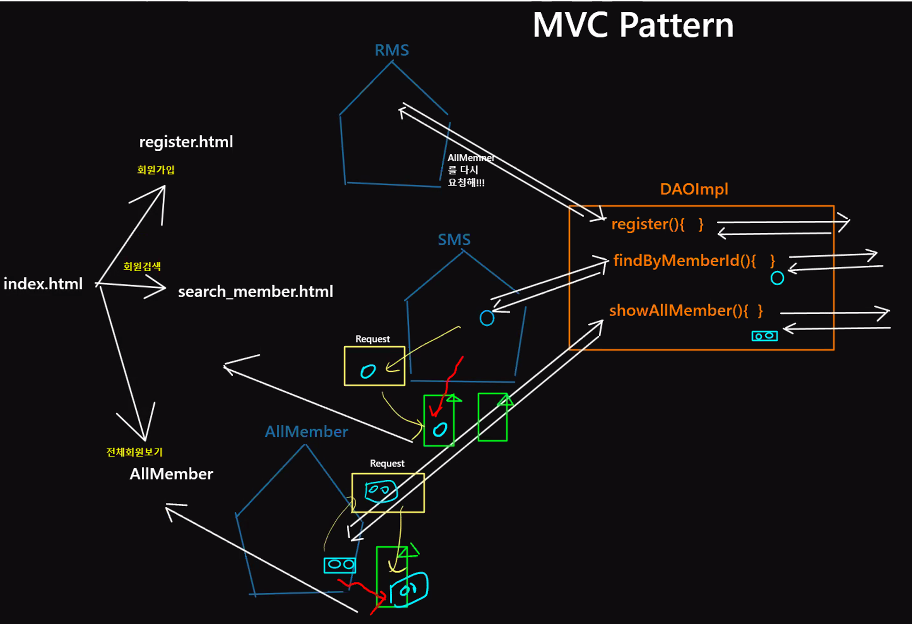 MVC Pattern
RMS
register.html
회원가입
AllMemner
를 다시
요청해!!!
DAOImpl
register(){ }
SMS
회원검색
findByMemberId(){ }
index.html
search_member.html
showAllMember(){ }
Request
AllMember
전체회원보기
Request
AllMember